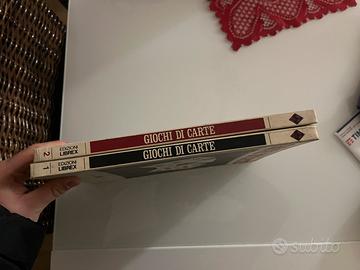 2 EDIZIONI LIBREX GIOCHI DI CARTE
1 EDIZIONI LIBREX GIOCHI DI CARTE
subito